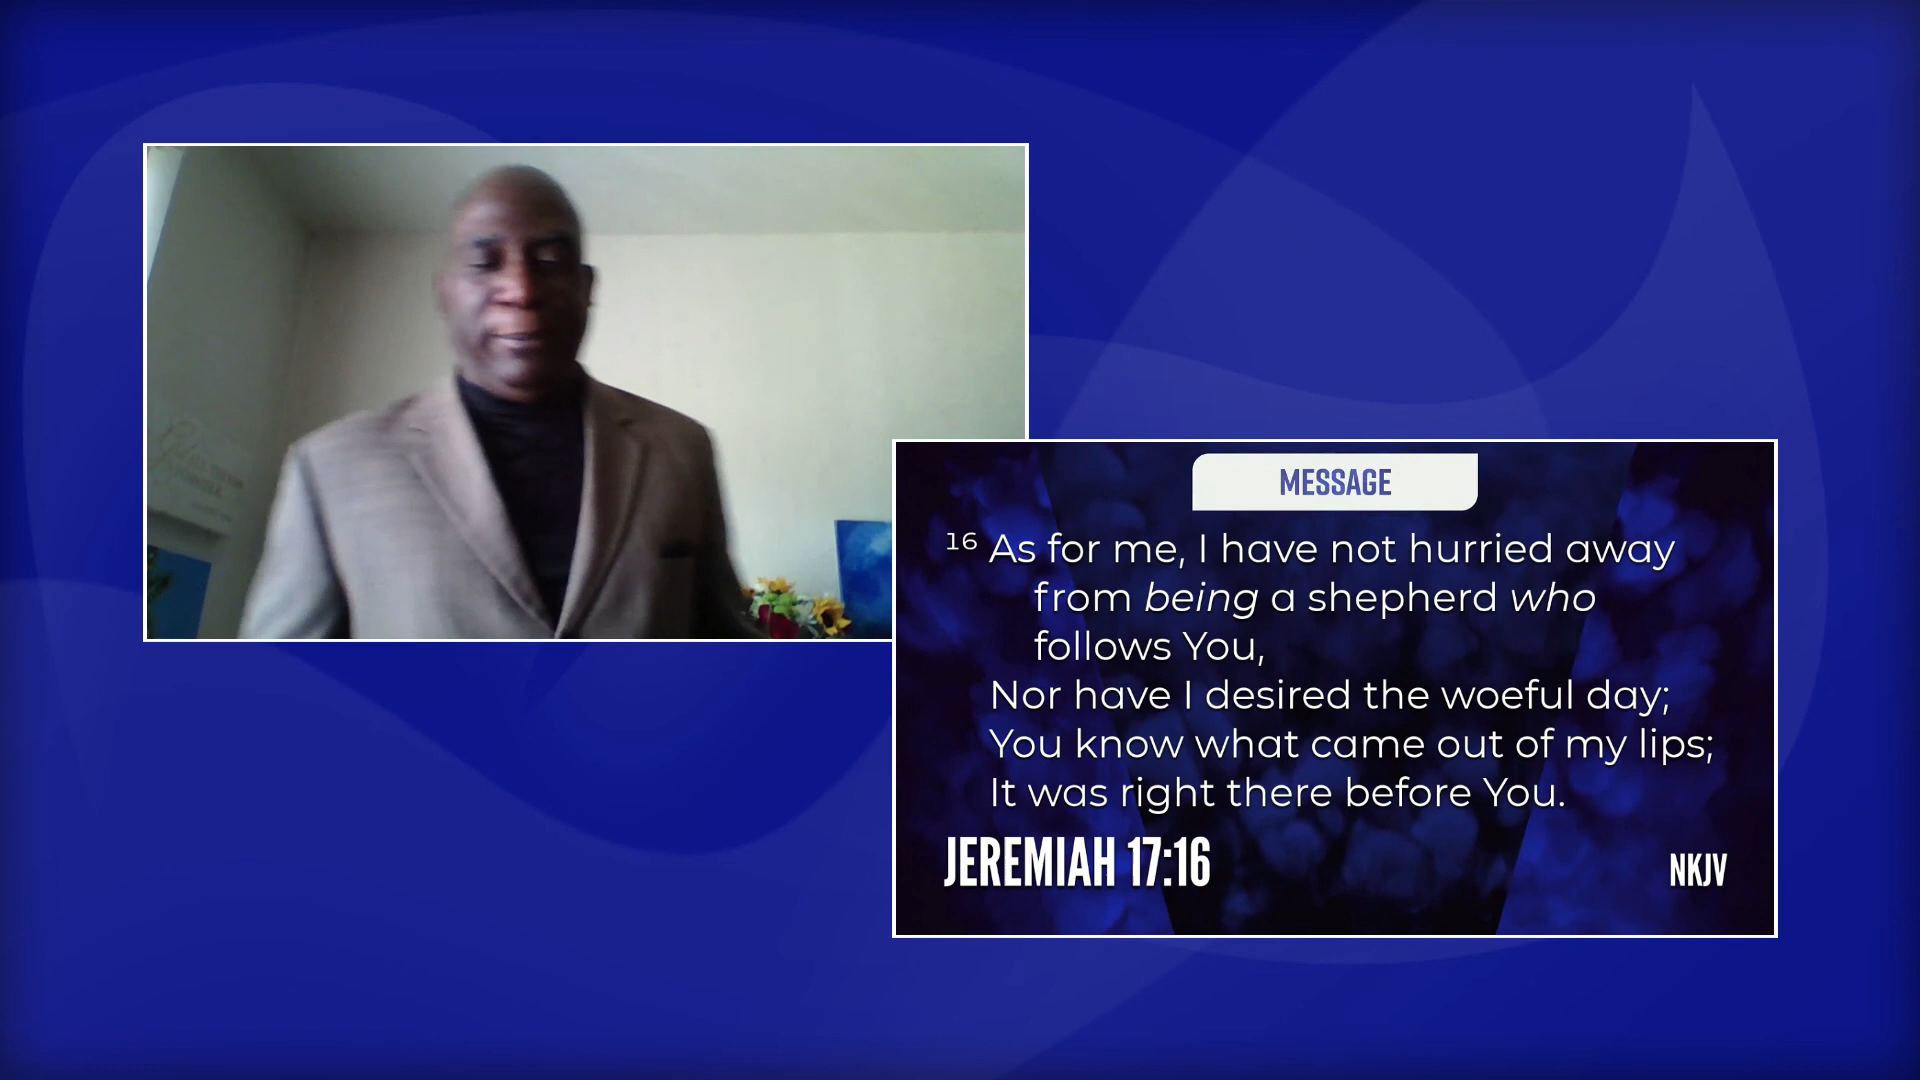 MESSAGE
16 As for me, I have not hurried away
from being a shepherd who
follows You,
Nor have I desired the woeful day;
You know what came out of my lips;
It was right there before You.
JEREMIAH 17:16
NKJV